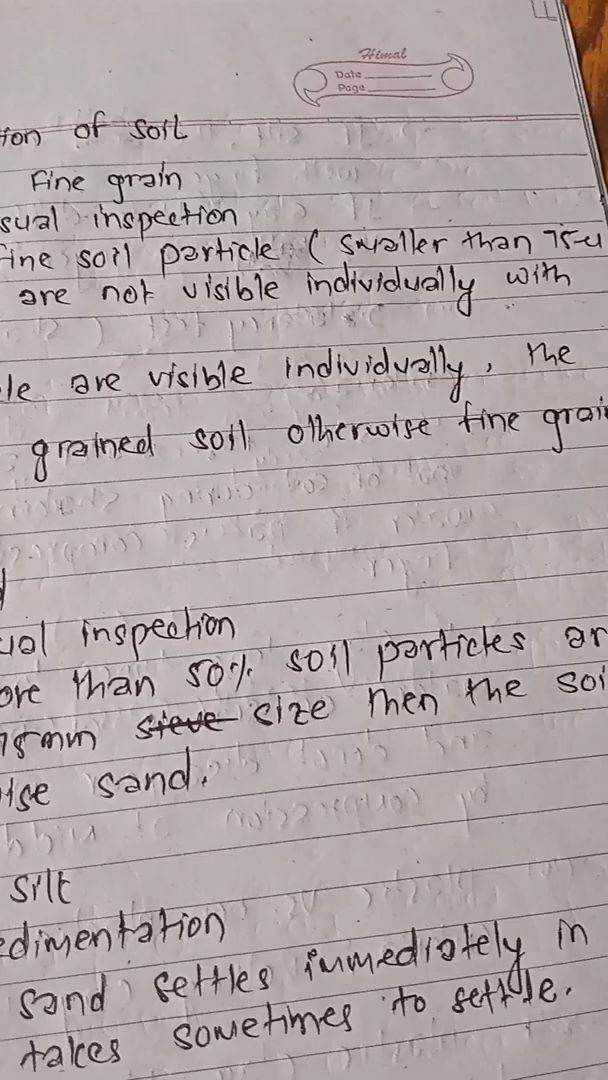 Himal
Date
Page
tion of soil
Fine grain
sual inspection
fine soil particle (smaller than 75-u
are not visible individually with
le are visible individually, the
grained soil otherwise fine grain
ual inspection
ore than 50% soil particles ar
75mm sieve size then the soi
ise sand.
silt
edimentation
sand settles immediately in
takes sometimes to settle.